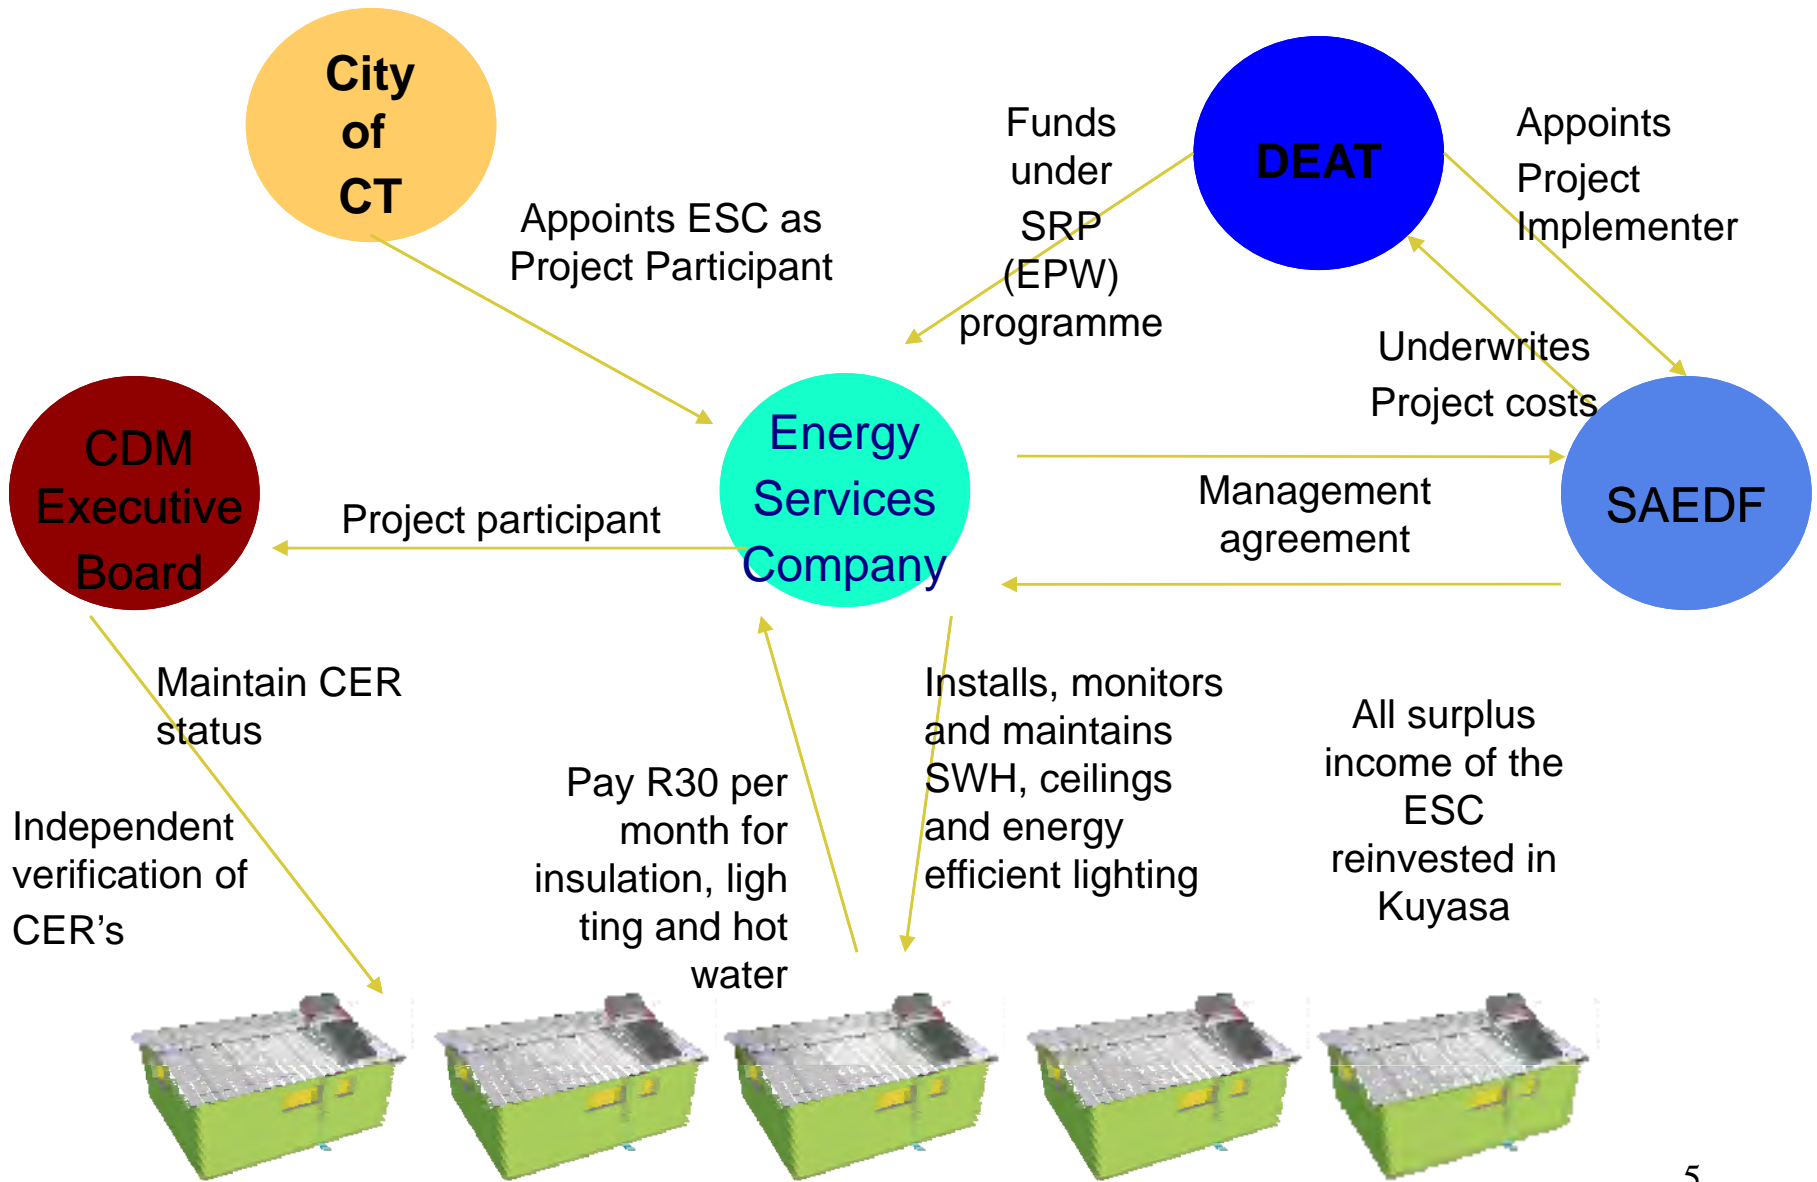 City
of
CT
Appoints ESC as
Project Participant
Funds
under
SRP
(EPW)
programme
DEAT
Appoints
Project
Implementer
Underwrites
Project costs
CDM
Executive
Board
Project participant
Energy
Services
Company
Management
agreement
SAEDF
Maintain CER
status
Independent
verification of
CER’s
Pay R30 per
month for
insulation, ligh
ting and hot
water
Installs, monitors
and maintains
SWH, ceilings
and energy
efficient lighting
All surplus
income of the
ESC
reinvested in
Kuyasa
5